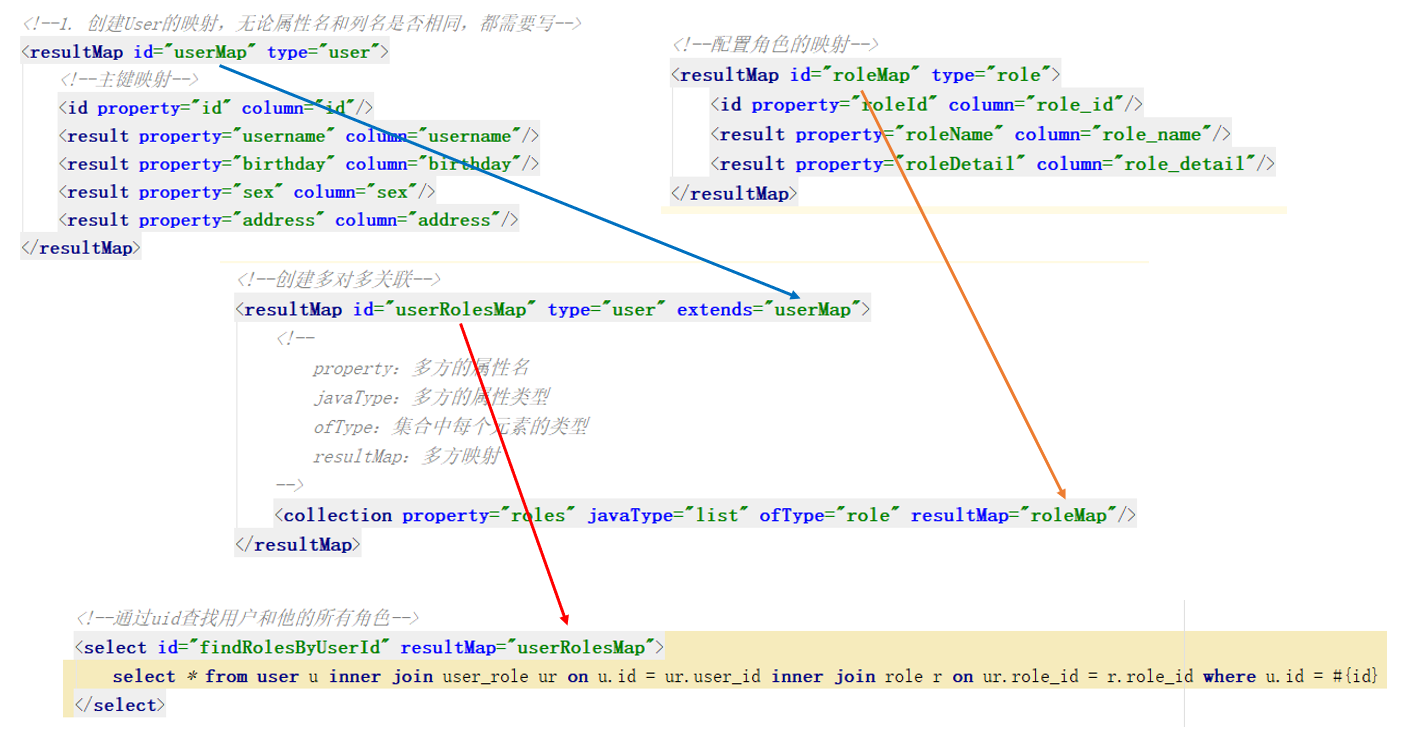 <!--1. 创建User的映射，无论属性名和列名是否相同，都需要写-->
<resultMap id="userMap" type="user">
<!--主键映射-->
<id property="id" column="id"/>
<result property="username" column="username"/>
<result property="birthday" column="birthday"/>
<result property="sex" column="sex"/>
<result property="address" column="address"/>
</resultMap>
<!--配置角色的映射-->
<resultMap id="roleMap" type="role">
<id property="roleId" column="role_id"/>
<result property="roleName" column="role_name"/>
<result property="roleDetail" column="role_detail"/>
</resultMap>
<!--创建多对多关联-->
<resultMap id="userRolesMap" type="user" extends="userMap">
<!--
property：多方的属性名
javaType：多方的属性类型
ofType：集合中每个元素的类型
resultMap：多方映射
-->
<collection property="roles" javaType="list" ofType="role" resultMap="roleMap"/>
</resultMap>
<!--通过uid查找用户和他的所有角色-->
<select id="findRolesByUserId" resultMap="userRolesMap">
select * from user u inner join user_role ur on u.id = ur.user_id inner join role r on ur.role_id = r.role_id where u.id = #{id}
</select>